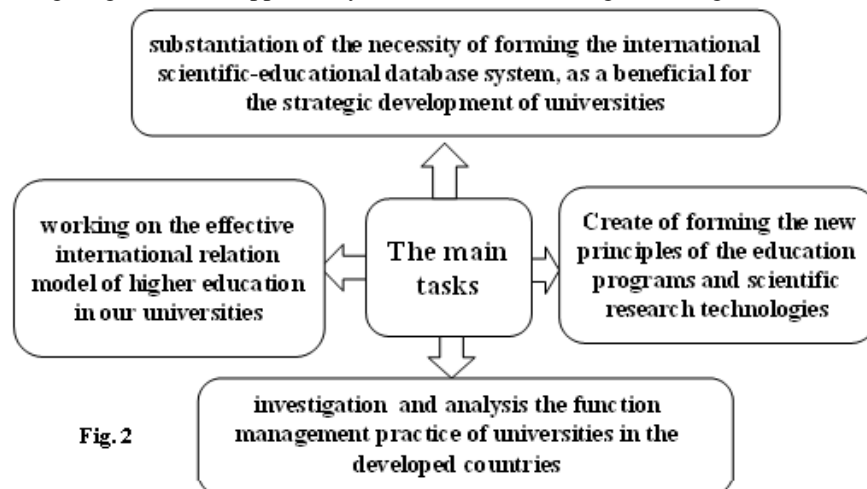 substantiation of the necessity of forming the international
scientific-educational database system, as a beneficial for
the strategic development of universities
working on the effective
international relation
model of higher education
in our universities
The main
tasks
Create of forming the new
principles of the education
programs and scientific
research technologies
investigation and analysis the function
management practice of universities in the
developed countries
Fig. 2